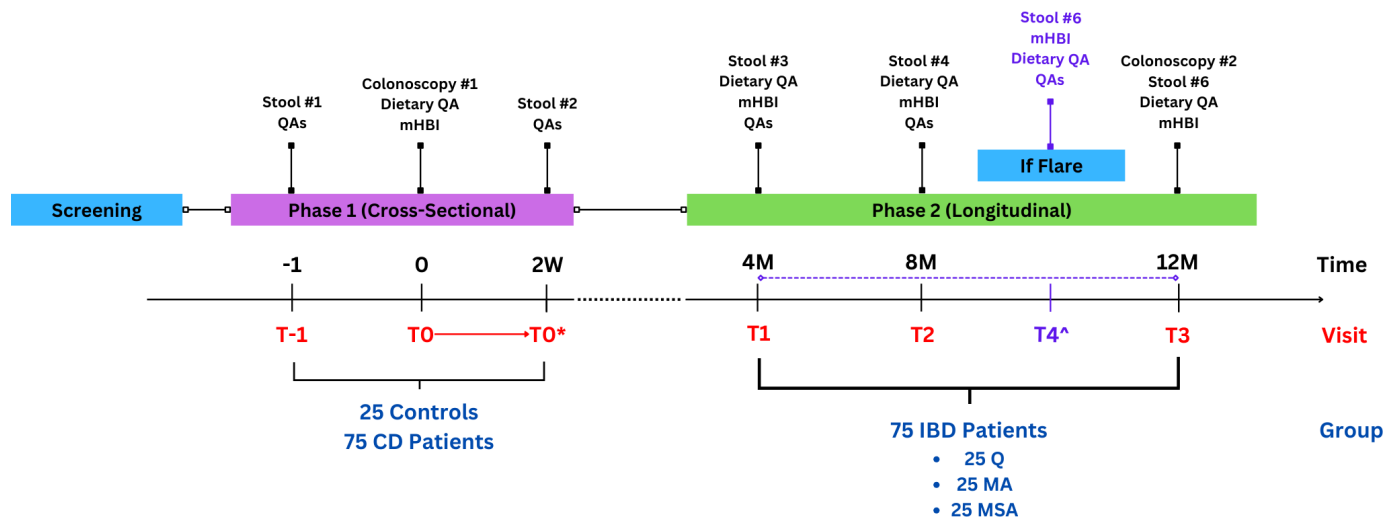 Stool #1
QAs
Colonoscopy #1
Dietary QA
mHBI
Stool #2
QAs
Stool #3
Dietary QA
mHBI
QAs
Stool #4
Dietary QA
mHBI
QAs
Stool #6
mHBI
Dietary QA
QAs
Colonoscopy #2
Stool #6
Dietary QA
mHBI
If Flare
Screening
Phase 1 (Cross-Sectional)
Phase 2 (Longitudinal)
-1
0
2W
4M
8M
12M
Time
T-1
T0
T0*
T1
T2
T4^
T3
Visit
25 Controls
75 CD Patients
75 IBD Patients
• 25 Q
• 25 MA
• 25 MSA
Group